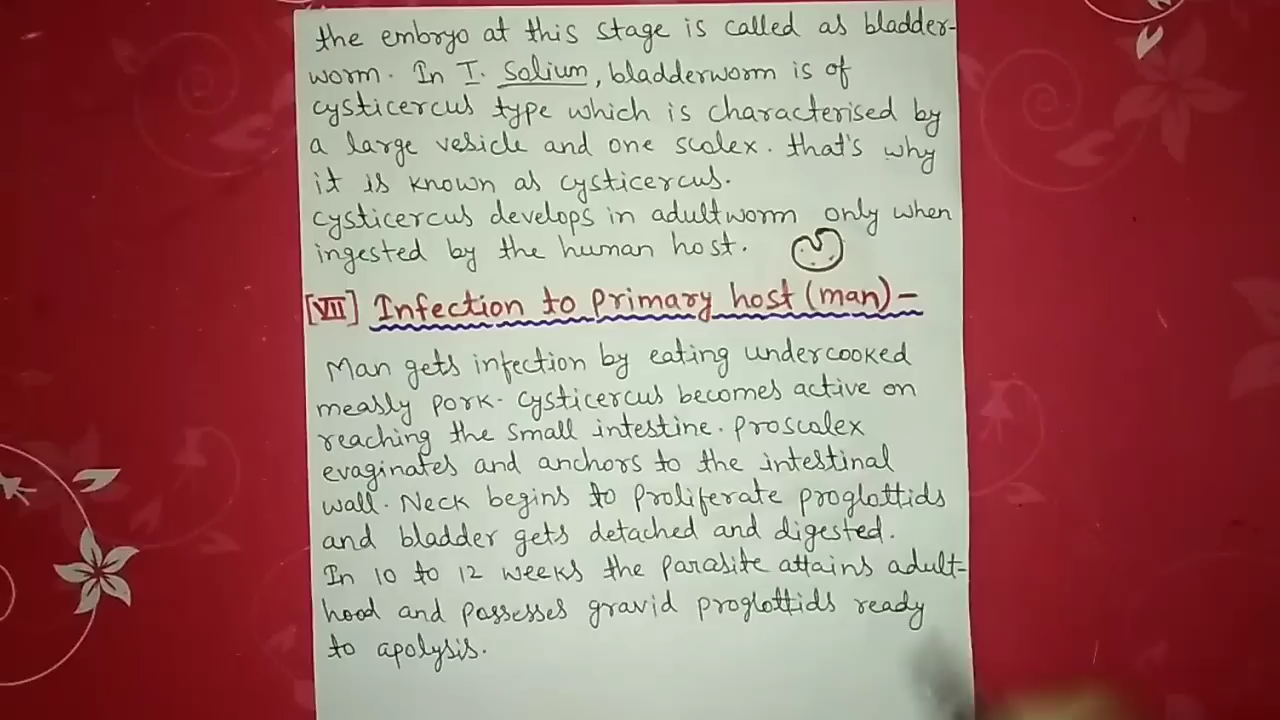 the embryo at this stage is called as bladder-
worm. In T. Solium, bladderworm is of
cysticercus type which is characterised by
a large vesicle and one scolex. that's why
it is known as cysticercus.
cysticercus develops in adultworm only when
ingested by the human host.
[VII] Infection to primary host (man) -
Man gets infection by eating undercooked
measly pork. cysticercus becomes active on
reaching the small intestine. Proscolex
evaginates and anchors to the intestinal
wall. Neck begins to proliferate proglottids
and bladder gets detached and digested.
In 10 to 12 weeks the parasite attains adult-
hood and possesses gravid proglottids ready
to apolysis.